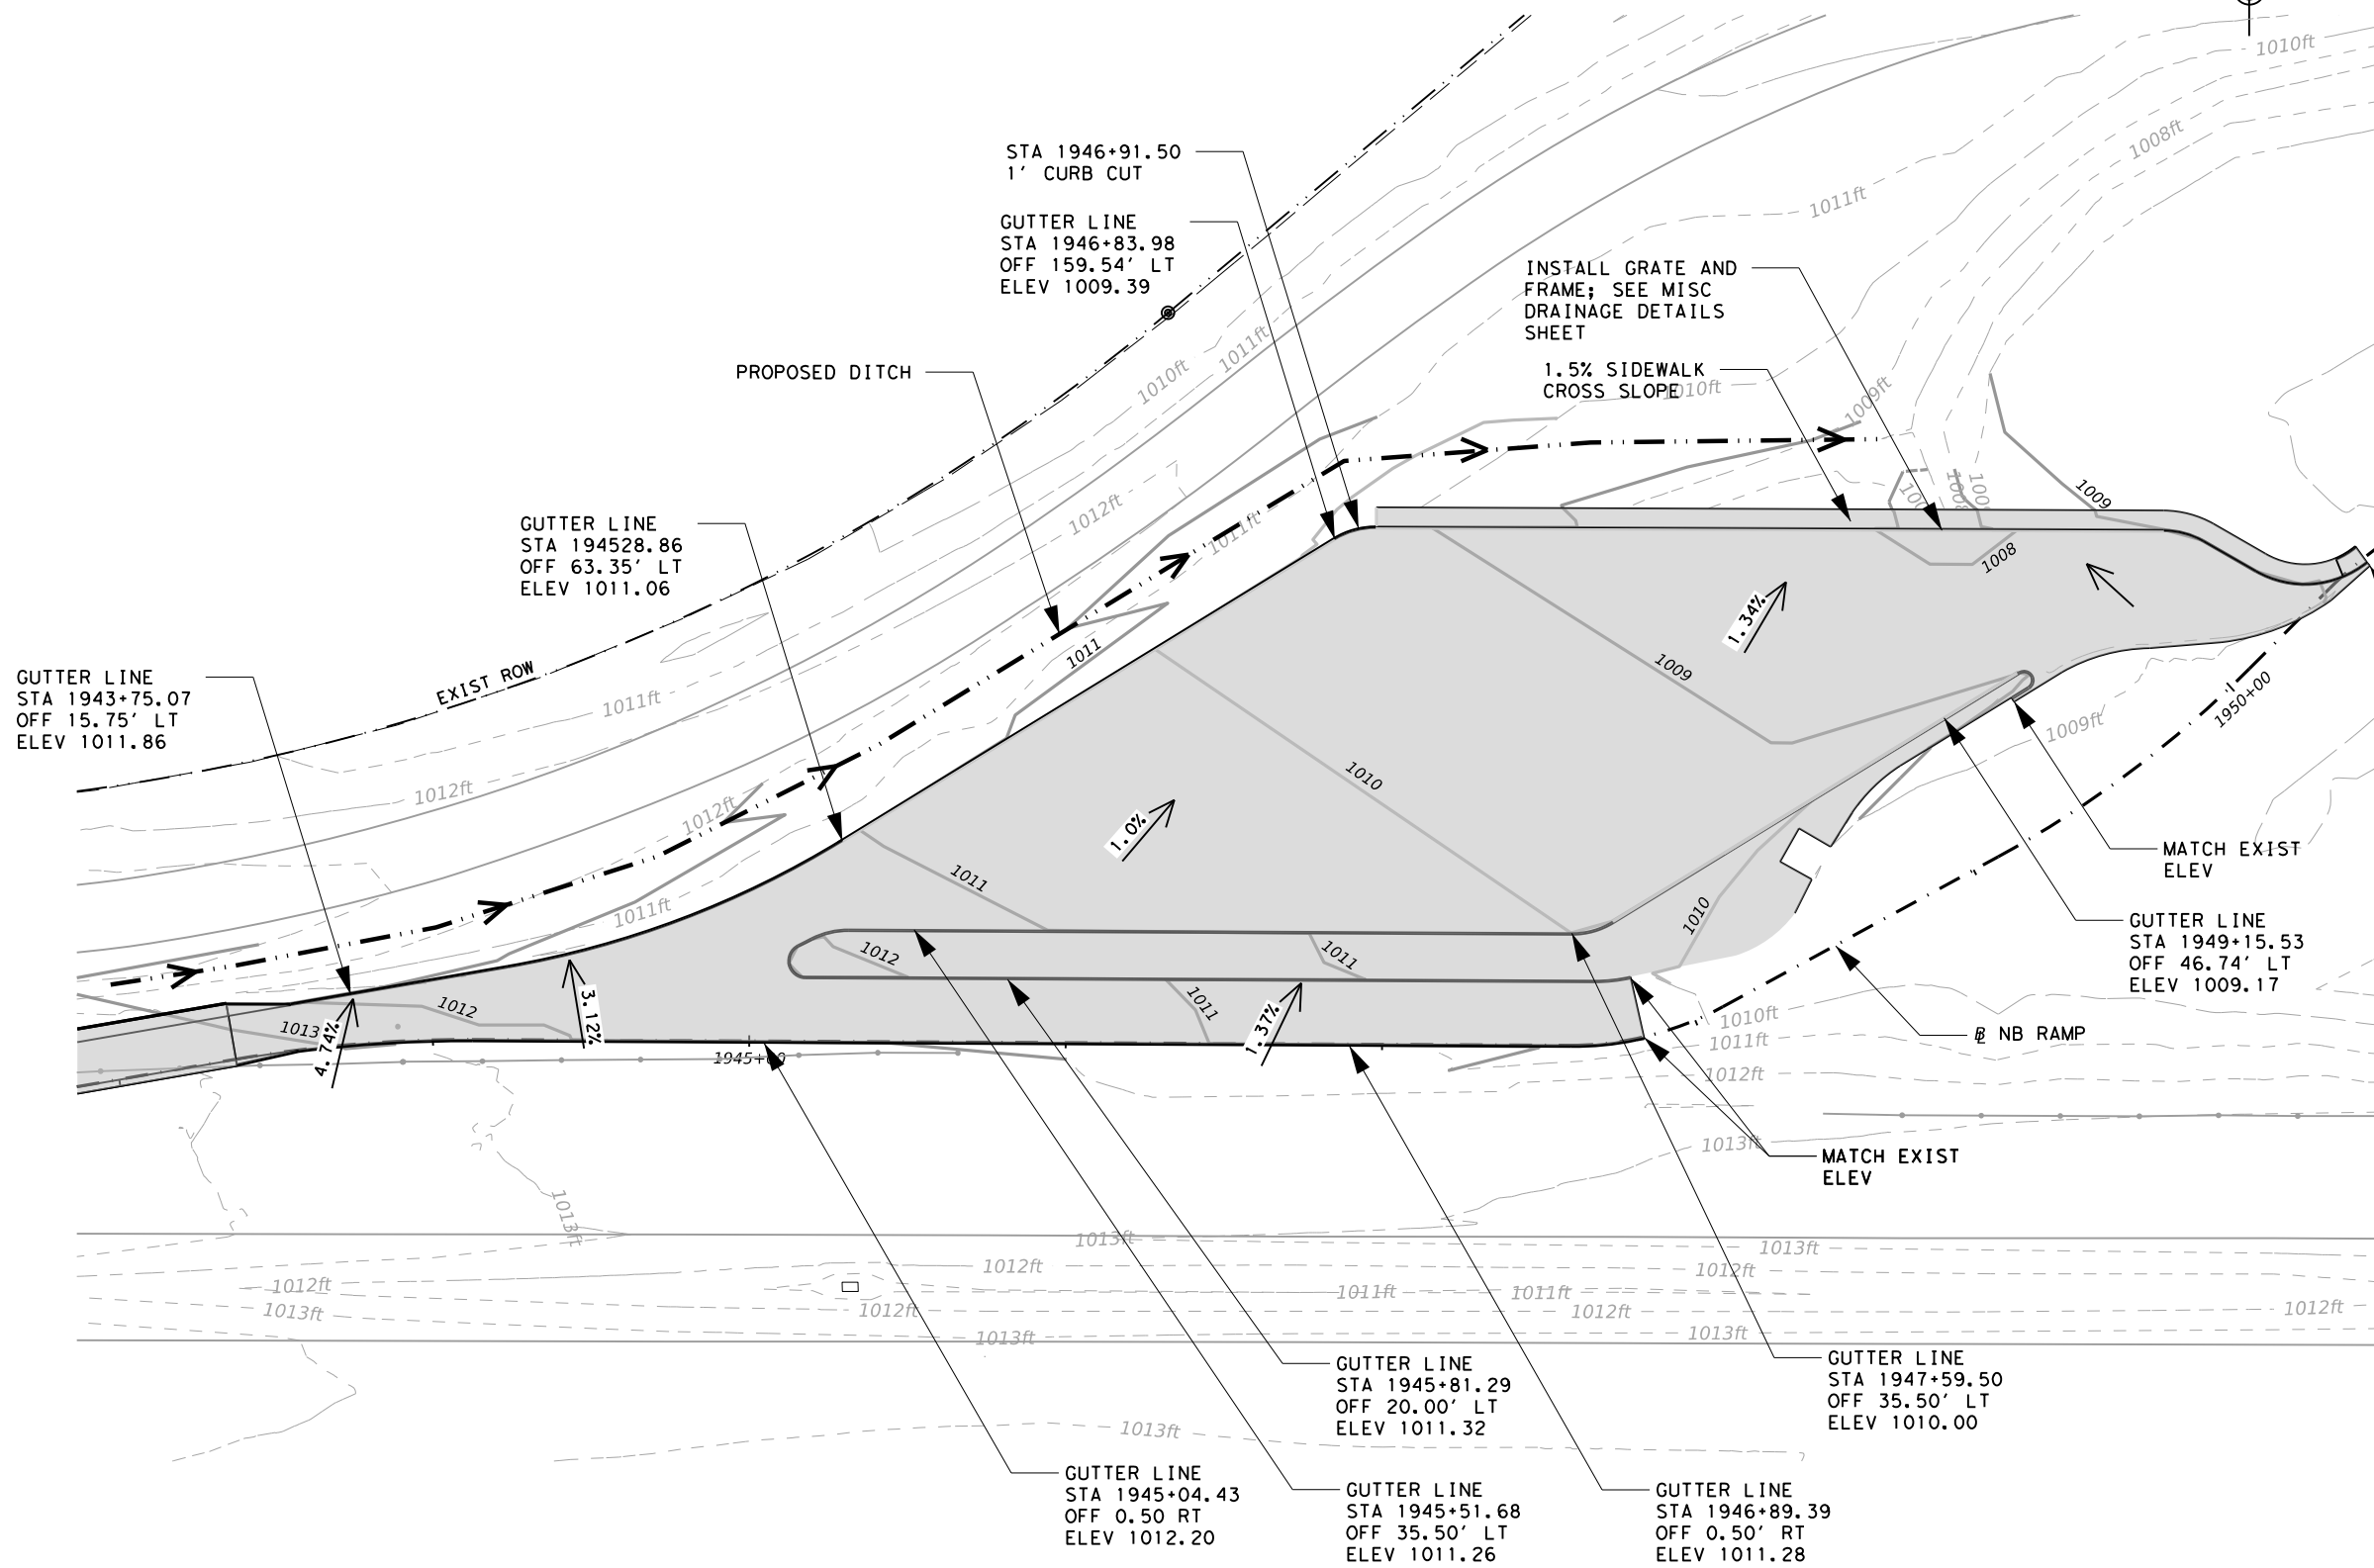 1010ft
1008ft
1011ft
STA 1946+91.50
1' CURB CUT
GUTTER LINE
STA 1946+83.98
OFF 159.54' LT
ELEV 1009.39
INSTALL GRATE AND
FRAME; SEE MISC
DRAINAGE DETAILS
SHEET
1.5% SIDEWALK
CROSS SLOPE
1010ft
1009ft
1010ft
1011ft
PROPOSED DITCH
1012ft
1011ft
GUTTER LINE
STA 194528.86
OFF 63.35' LT
ELEV 1011.06
1009
1008
EXIST ROW
1011ft
GUTTER LINE
STA 1943+75.07
OFF 15.75' LT
ELEV 1011.86
1011
1.34%
1009
1950+00
1009ft
1012ft
1012ft
1010
1.0%
MATCH EXIST
ELEV
1011
1011ft
1010
GUTTER LINE
STA 1949+15.53
OFF 46.74' LT
ELEV 1009.17
1012
1011
1012
1013
4.74%
3.12%
1011
1.37%
1945+00
1010ft
1011ft
NB RAMP
1012ft
1013ft
MATCH EXIST
ELEV
1013ft
1013ft
1013ft
1012ft
1012ft
1012ft
1011ft
1011ft
1013ft
1012ft
1012ft
1012ft
1013ft
1013ft
1013ft
GUTTER LINE
STA 1945+81.29
OFF 20.00' LT
ELEV 1011.32
GUTTER LINE
STA 1947+59.50
OFF 35.50' LT
ELEV 1010.00
GUTTER LINE
STA 1945+04.43
OFF 0.50 RT
ELEV 1012.20
GUTTER LINE
STA 1945+51.68
OFF 35.50' LT
ELEV 1011.26
GUTTER LINE
STA 1946+89.39
OFF 0.50' RT
ELEV 1011.28